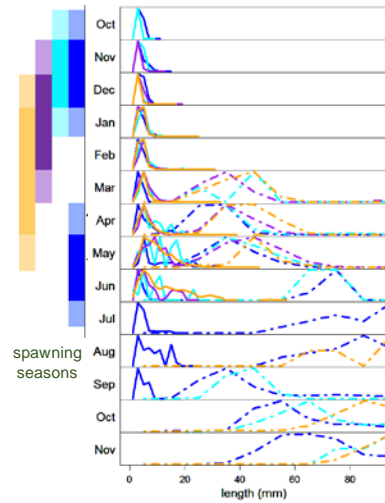 Oct
Nov
Dec
Jan
Feb
Mar
Apr
May
Jun
Jul
Aug
Sep
Oct
Nov
spawning
seasons
0 20 40 60 80
length (mm)